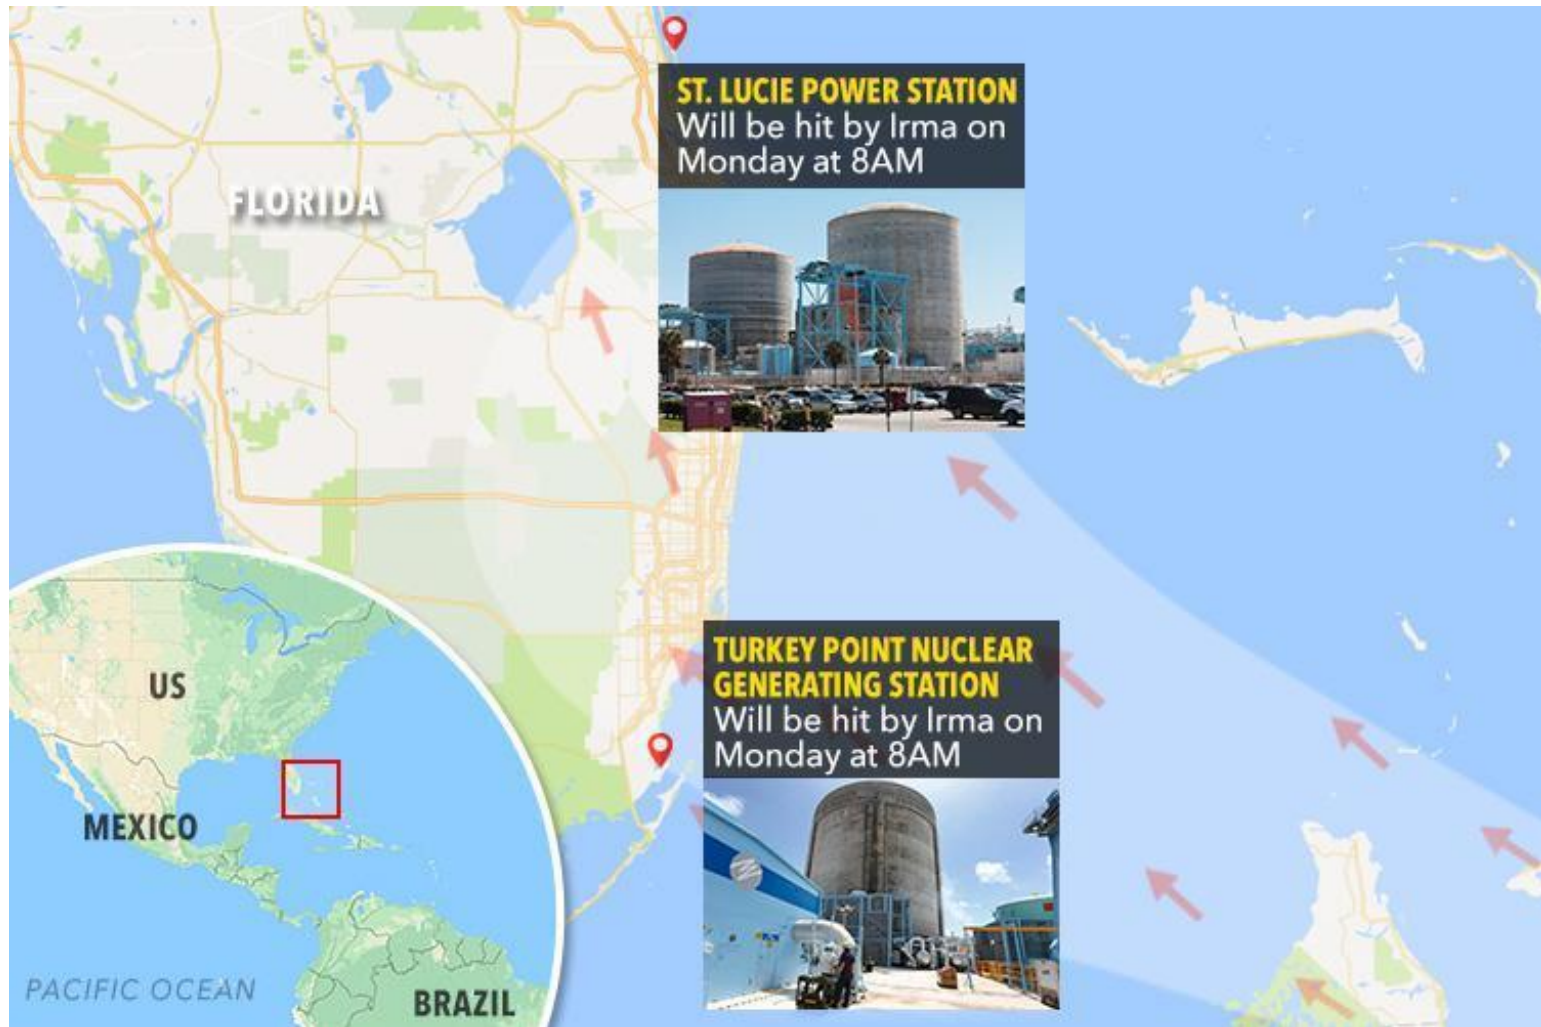 ST. LUCIE POWER STATION
Will be hit by Irma on
Monday at 8AM
FLORIDA
TURKEY POINT NUCLEAR
GENERATING STATION
Will be hit by Irma on
Monday at 8AM
US
MEXICO
PACIFIC OCEAN
BRAZIL